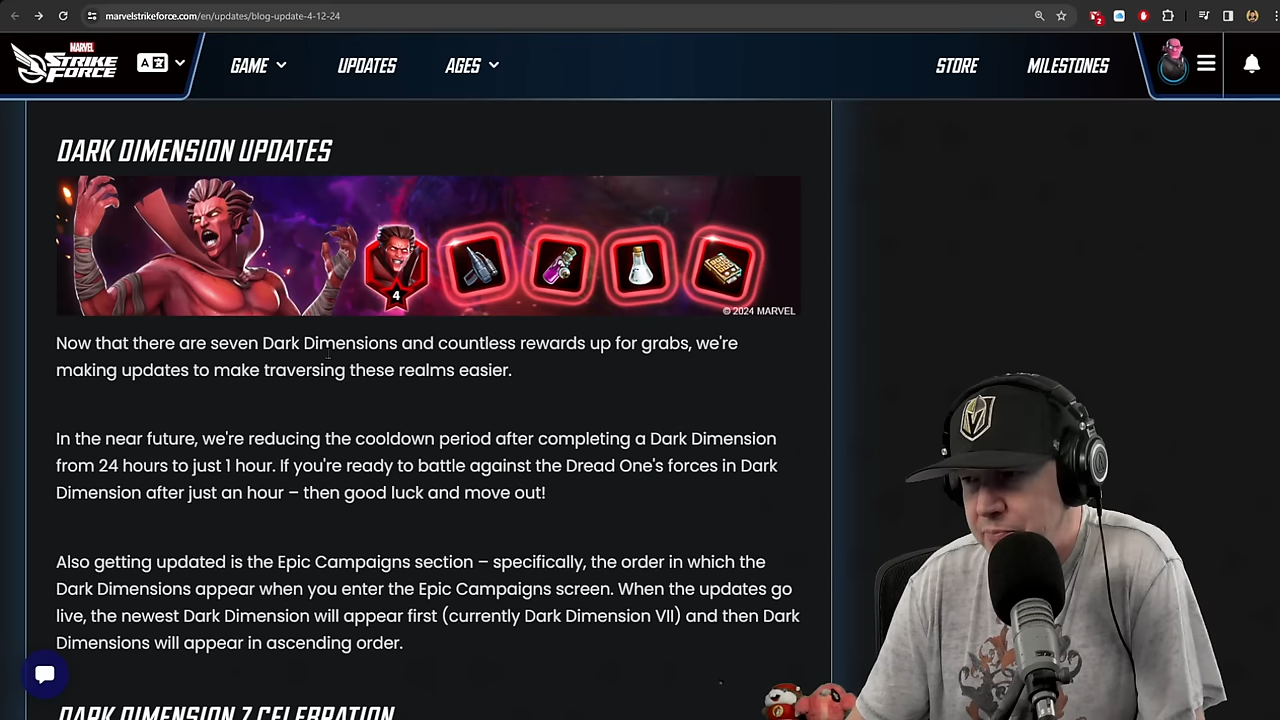 marvelstrikeforce.com/en/updates/blog-update-4-12-24
2
MARVEL
STRIKE
FORCE
A
GAME
UPDATES
AGES
STORE
MILESTONES
DARK DIMENSION UPDATES
4
© 2024 MARVEL
Now that there are seven Dark Dimensions and countless rewards up for grabs, we're
making updates to make traversing these realms easier.
In the near future, we're reducing the cooldown period after completing a Dark Dimension
from 24 hours to just 1 hour. If you're ready to battle against the Dread One's forces in Dark
Dimension after just an hour – then good luck and move out!
Also getting updated is the Epic Campaigns section – specifically, the order in which the
Dark Dimensions appear when you enter the Epic Campaigns screen. When the updates go
live, the newest Dark Dimension will appear first (currently Dark Dimension VII) and then Dark
Dimensions will appear in ascending order.
DARK DIMENSION 7 CELEBRATION